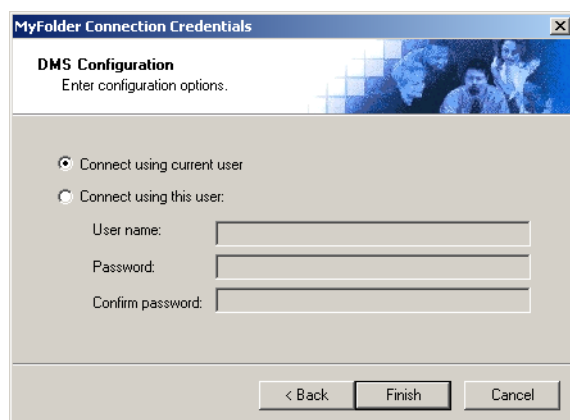 MyFolder Connection Credentials
DMS Configuration
Enter configuration options.
Connect using current user
Connect using this user:
User name:
Password:
Confirm password:
< Back Finish Cancel